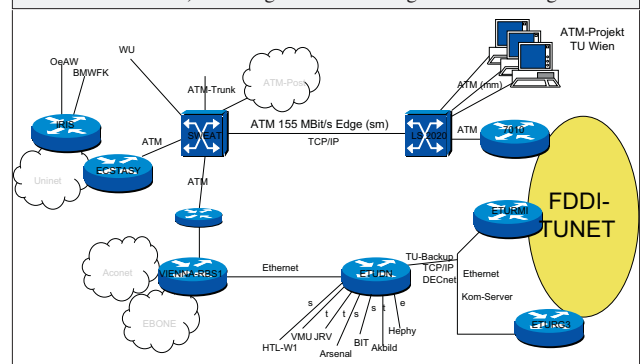 ATM-Projekt
TU Wien
WU
OeAW
BMWFK
ATM-Trunk
ATM-Post
ATM (mm)
IRIS
SWEAT
ATM 155 MBit/s Edge (sm)
TCP/IP
LS 2020
ATM
7010
ATM
Uninet
ECSTASY
ATM
FDDI-
TUNET
ETURMI
TU-Backup
TCP/IP
DECnet
Ethernet
Kom-Server
Aconet
VIENNA-RBS1
Ethernet
ETUDN
EBONE
s t t s s t e
HTL-W1
VMU
JRV
Arsenal
BIT
Akbild
Hephy
ETURG3